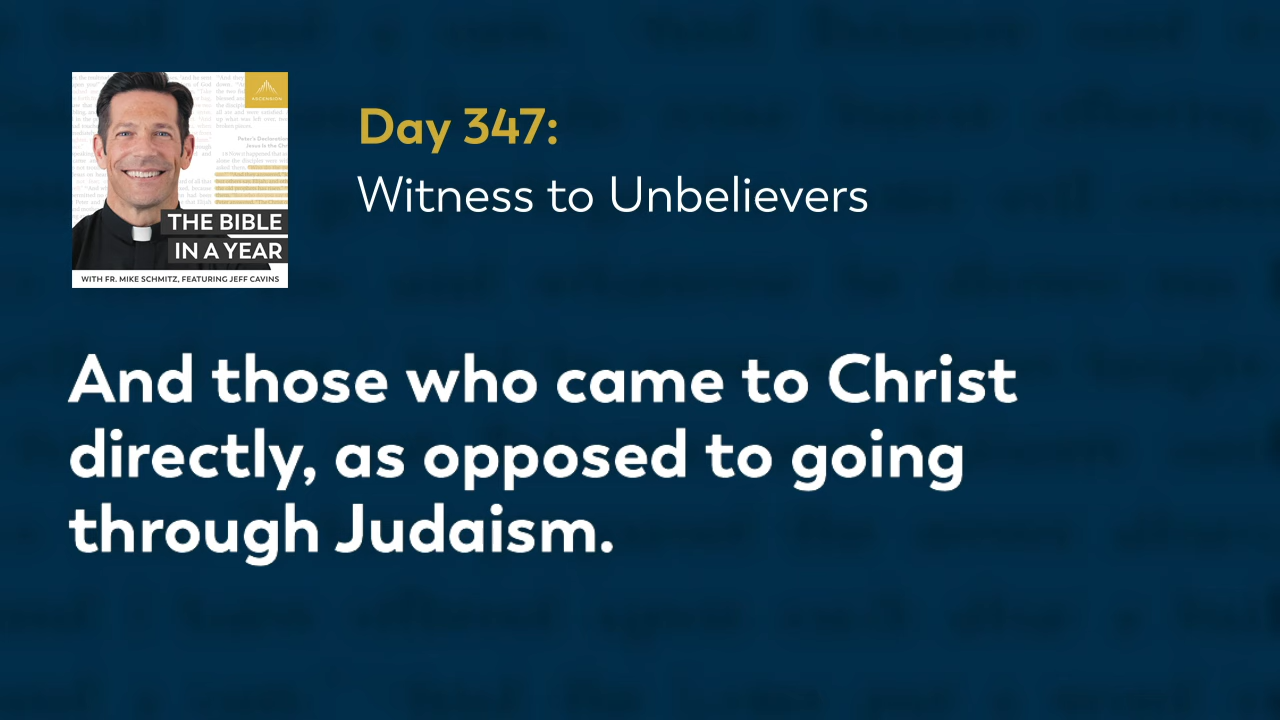 ASCENSION
Day 347:
Witness to Unbelievers
THE BIBLE
IN A YEAR
WITH FR. MIKE SCHMITZ, FEATURING JEFF CAVINS
And those who came to Christ
directly, as opposed to going
through Judaism.